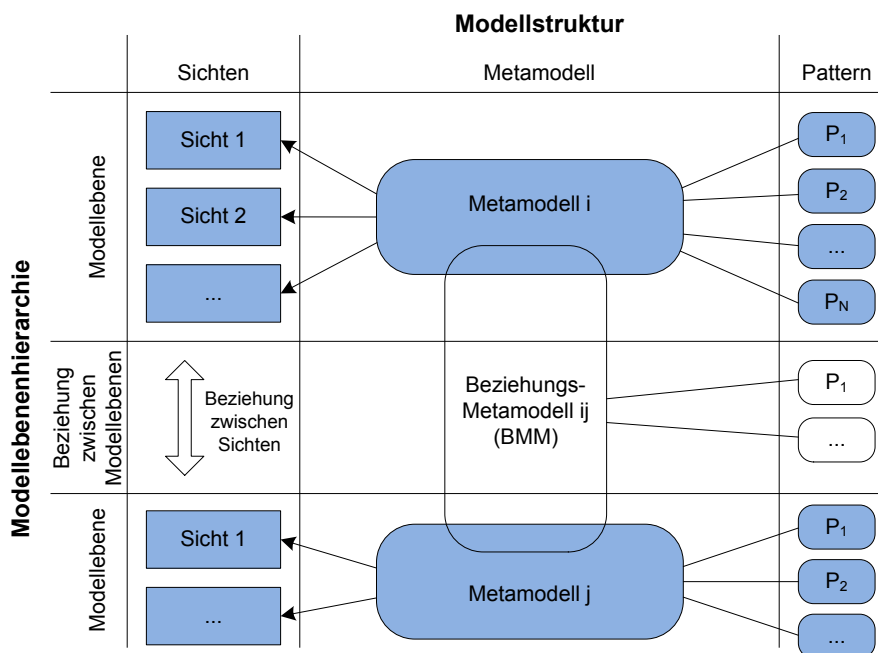 Modellstruktur
Sichten
Metamodell
Pattern
Modellebenenhierarchie
Modellebene
Sicht 1
Sicht 2
...
Metamodell i
P1
P2
...
PN
Beziehung
zwischen
Modellebenen
Beziehung
zwischen
Sichten
Beziehungs-
Metamodell ij
(BMM)
P1
...
Modellebene
Sicht 1
...
Metamodell j
P1
P2
...